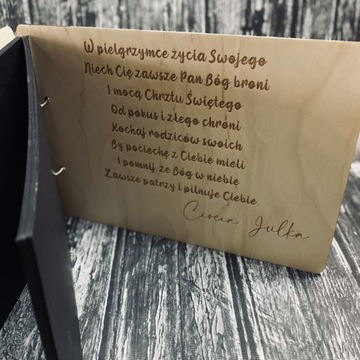 W pielgrzymce życia Swojego
Niech Cię zawsze Pan Bóg broni
I mocą Chrztu Świętego
Od pokus i złego chroni
Kochaj rodziców swoich
By pociechę z Ciebie mieli
I pomnij, że Bóg w niebie
Zawsze patrzy i pilnuje Ciebie
Ciocia Julka